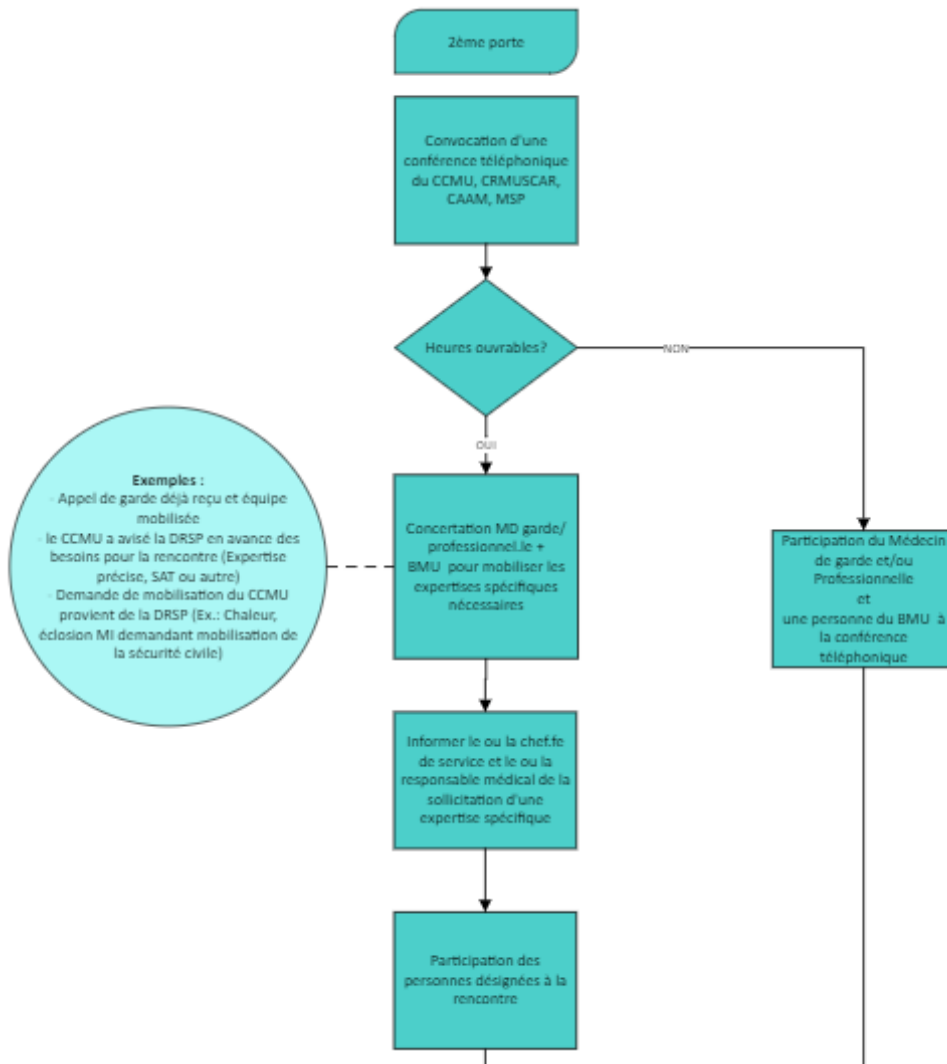 2ème porte
Convocation d'une
conférence téléphonique
du CCMU, CRMUSCAR,
CAAM, MSP
Heures ouvrables?
NON
OUI
Exemples :
- Appel de garde déjà reçu et équipe
mobilisée
- le CCMU a avisé la DRSP en avance des
besoins pour la rencontre (Expertise
précise, SAT ou autre)
- Demande de mobilisation du CCMU
provient de la DRSP (Ex.: Chaleur,
éclosion MI demandant mobilisation de
la sécurité civile)
Concertation MD garde/
professionnel.le +
BMU pour mobiliser les
expertises spécifiques
nécessaires
Participation du Médecin
de garde et/ou
Professionnelle
et
une personne du BMU à
la conférence
téléphonique
Informer le ou la chef.fe
de service et le ou la
responsable médical de la
sollicitation d'une
expertise spécifique
Participation des
personnes désignées à la
rencontre